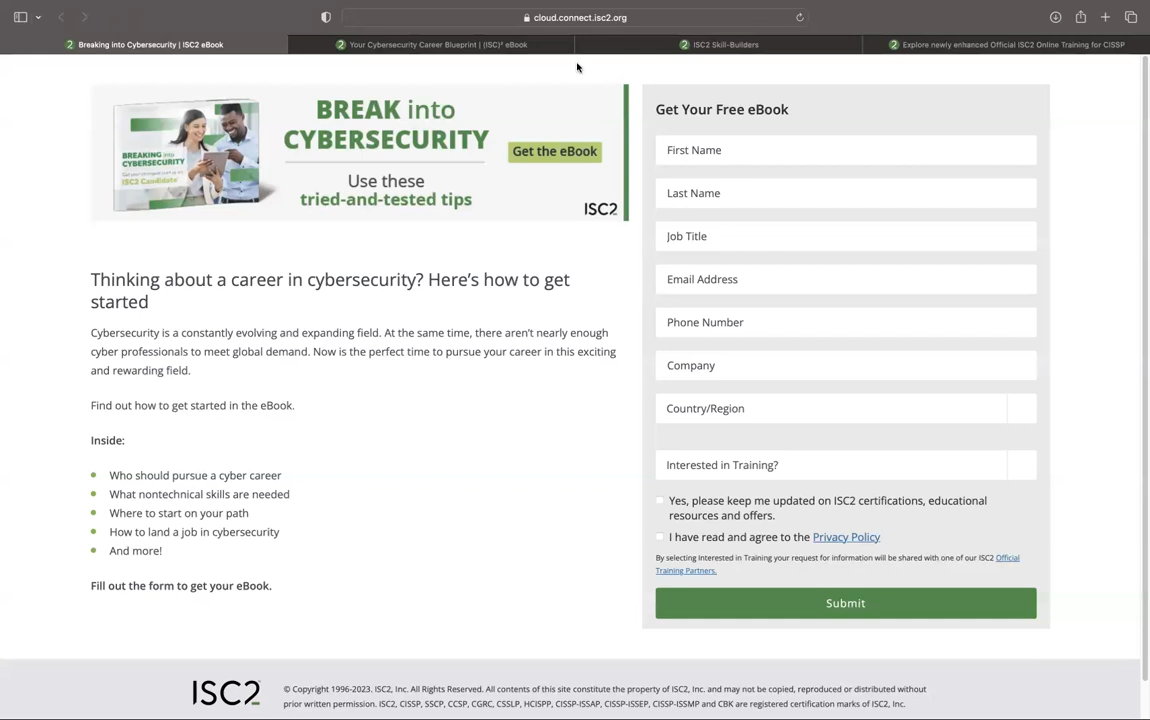 cloud.connect.isc2.org
Breaking into Cybersecurity | ISC2 eBook
Your Cybersecurity Career Blueprint | (ISC)² eBook
ISC2 Skill-Builders
Explore newly enhanced Official ISC2 Online Training for CISSP
BREAKING into
CYBERSECURITY
ISC2 Candidate
BREAK into
CYBERSECURITY
Use these
tried-and-tested tips
Get the eBook
ISC2
Thinking about a career in cybersecurity? Here's how to get
started
Cybersecurity is a constantly evolving and expanding field. At the same time, there aren't nearly enough
cyber professionals to meet global demand. Now is the perfect time to pursue your career in this exciting
and rewarding field.
Find out how to get started in the eBook.
Inside:
Who should pursue a cyber career
What nontechnical skills are needed
Where to start on your path
How to land a job in cybersecurity
And more!
Fill out the form to get your eBook.
Get Your Free eBook
First Name
Last Name
Job Title
Email Address
Phone Number
Company
Country/Region
Interested in Training?
Yes, please keep me updated on ISC2 certifications, educational
resources and offers.
I have read and agree to the Privacy Policy
By selecting Interested in Training your request for information will be shared with one of our ISC2 Official
Training Partners.
Submit
ISC2
© Copyright 1996-2023. ISC2, Inc. All Rights Reserved. All contents of this site constitute the property of ISC2, Inc. and may not be copied, reproduced or distributed without
prior written permission. ISC2, CISSP, SSCP, CCSP, CGRC, CSSLP, HCISPP, CISSP-ISSAP, CISSP-ISSEP, CISSP-ISSMP and CBK are registered certification marks of ISC2, Inc.